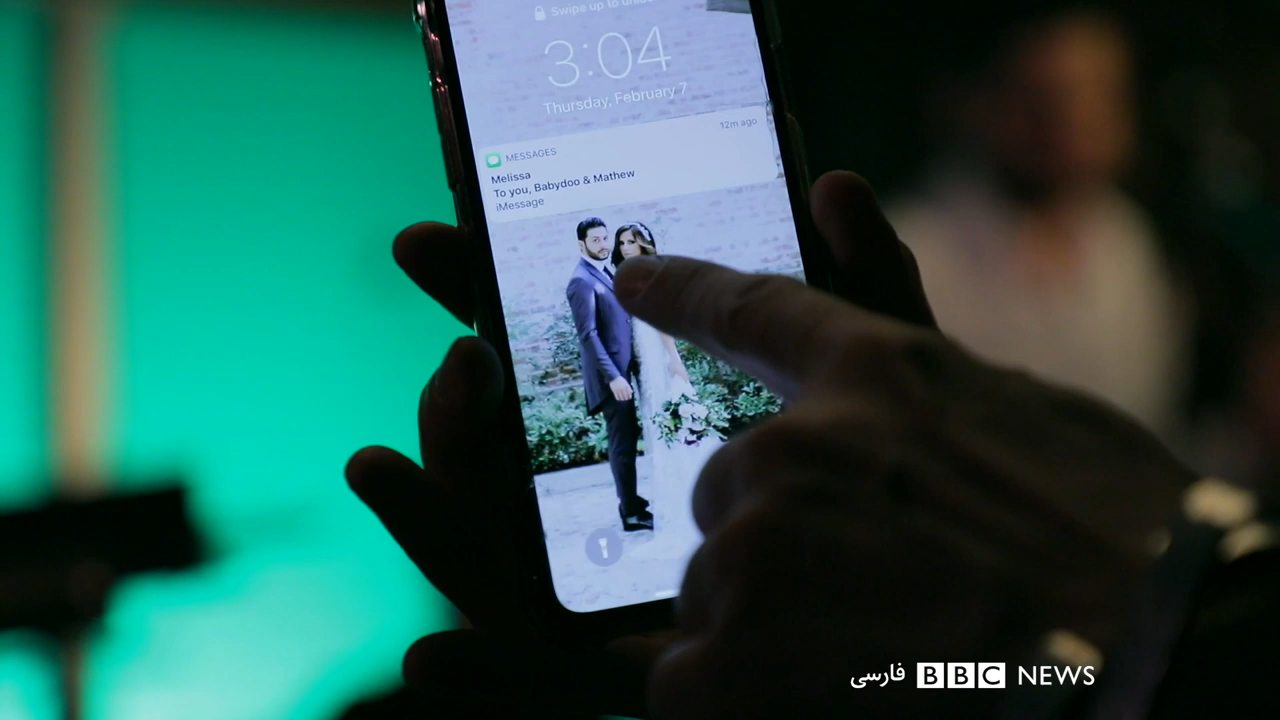 Swipe up to unlock
3:04
Thursday, February 7
12m ago
MESSAGES
Melissa
To you, Babydoo & Mathew
iMessage
BBC NEWS فارسی